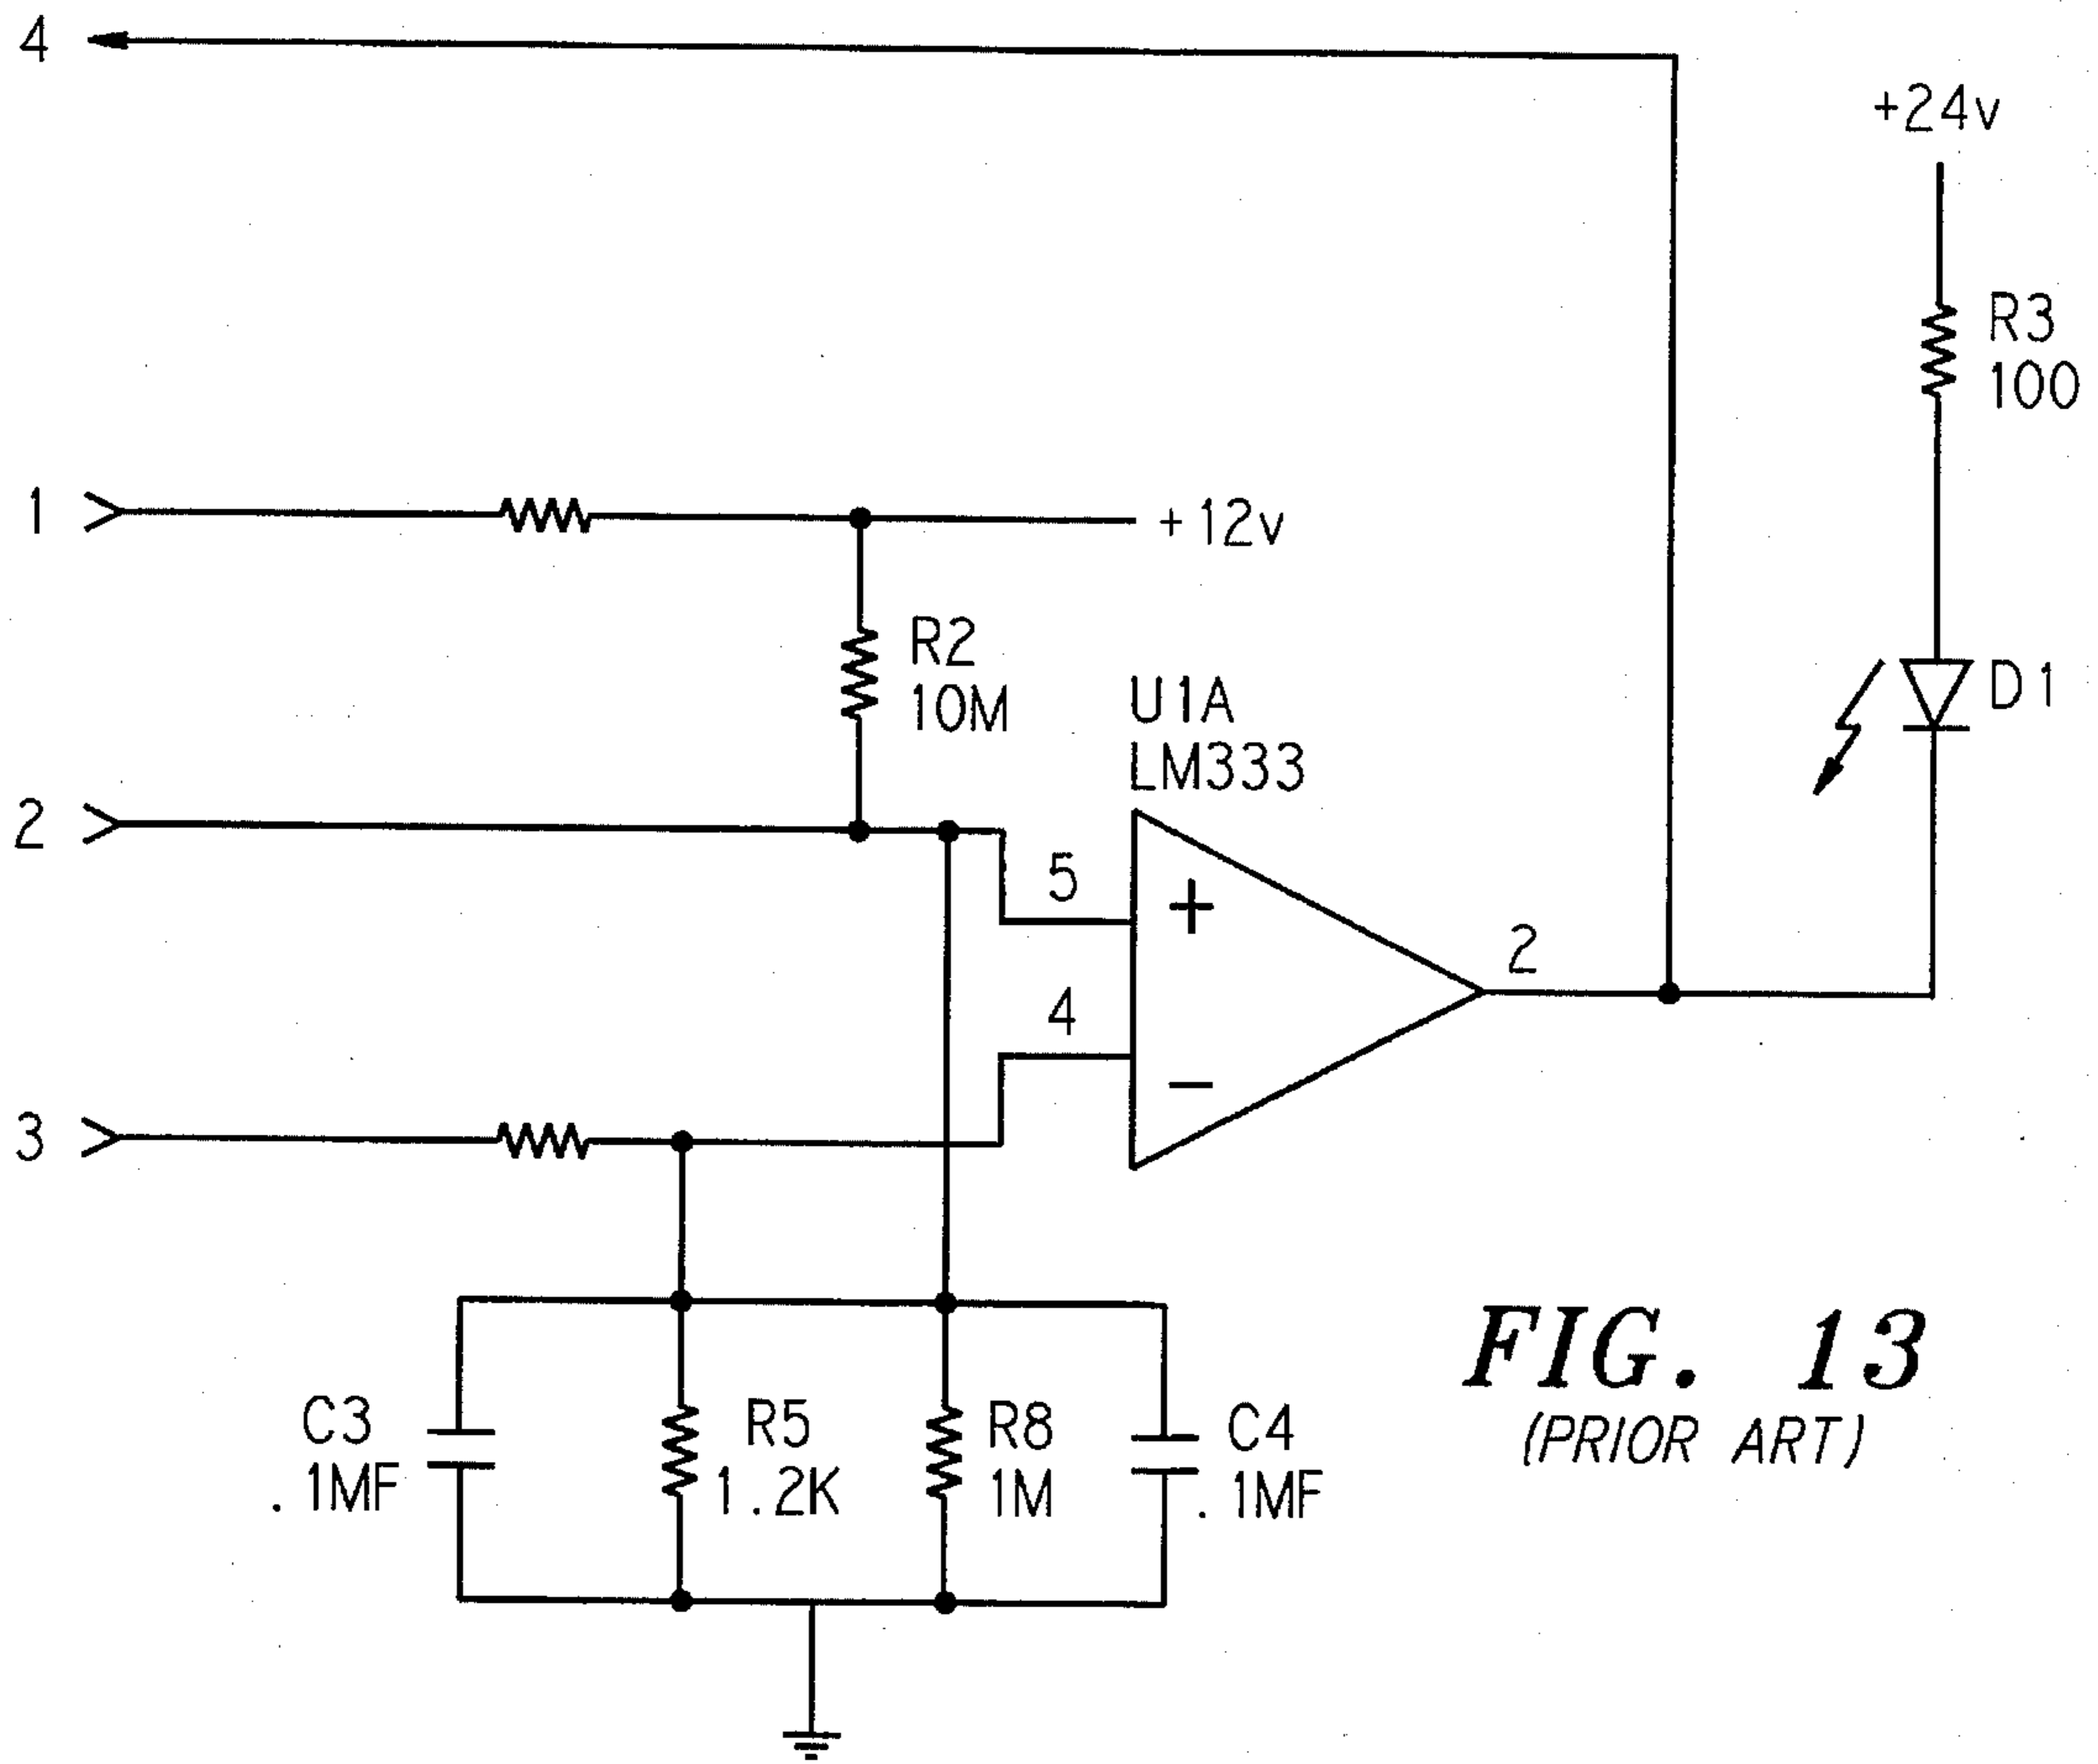 4
+24v
R3
100
1
+12v
R2
10M
U1A
LM333
D1
2
5
+
2
4
-
3
FIG. 13
(PRIOR ART)
C3
.1MF
R5
1.2K
R8
1M
C4
.1MF